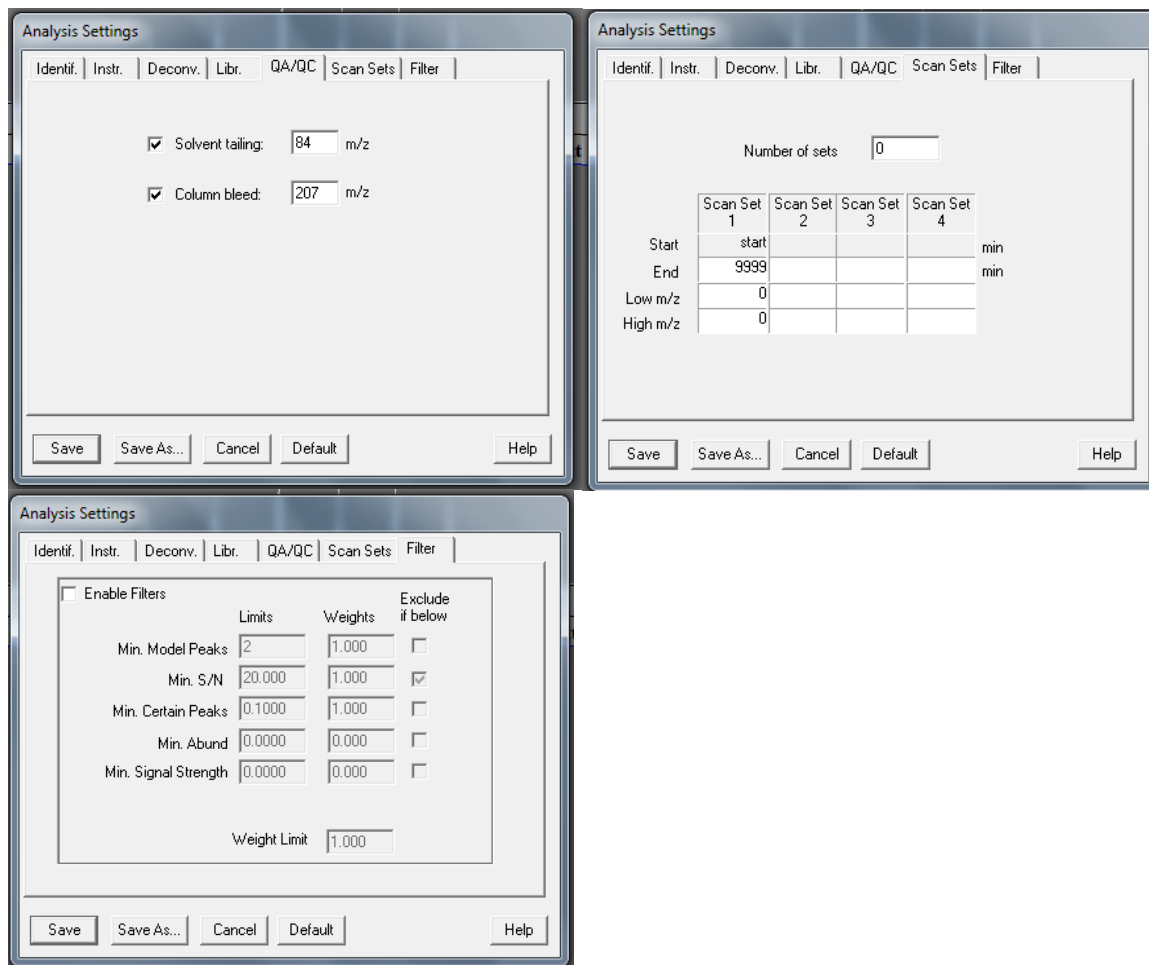 Analysis Settings
Identif. Instr. Deconv. Libr. QA/QC Scan Sets Filter
Solvent tailing: 84 m/z
Column bleed: 207 m/z
Save Save As... Cancel Default Help
Analysis Settings
Identif. Instr. Deconv. Libr. QA/QC Scan Sets Filter
Number of sets 0
Scan Set 1 Scan Set 2 Scan Set 3 Scan Set 4
Start start min
End 9999 min
Low m/z 0
High m/z 0
Save Save As... Cancel Default Help
Analysis Settings
Identif. Instr. Deconv. Libr. QA/QC Scan Sets Filter
Enable Filters
Limits Weights Exclude if below
Min. Model Peaks 2 1.000
Min. S/N 20.000 1.000
Min. Certain Peaks 0.1000 1.000
Min. Abund 0.0000 0.000
Min. Signal Strength 0.0000 0.000
Weight Limit 1.000
Save Save As... Cancel Default Help